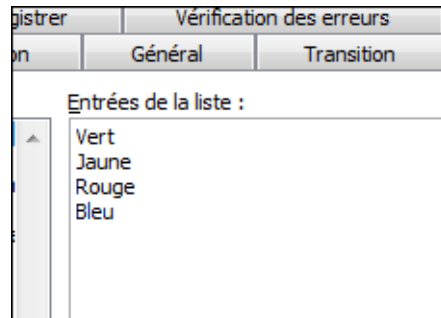 Vérification des erreurs
Général Transition
Entrées de la liste :
Vert
Jaune
Rouge
Bleu